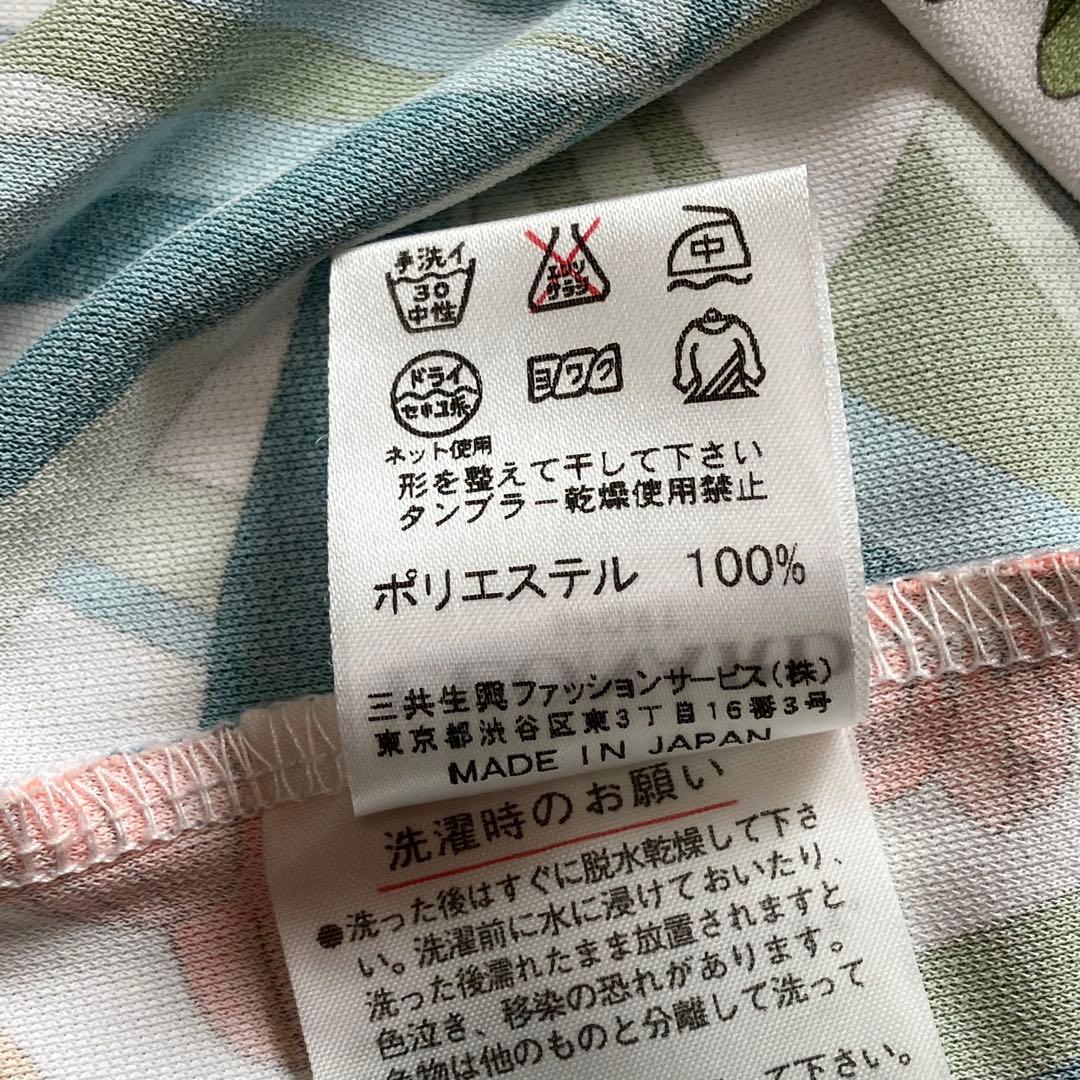 手洗イ
30
中性
エンソ
サラシ
中
ドライ
セキユ系
ヨワク
ネット使用
形を整えて干して下さい
タンブラー乾燥使用禁止
ポリエステル 100%
三共生興ファッションサービス(株)
東京都渋谷区東3丁目16番3号
MADE IN JAPAN
洗濯時のお願い
●洗った後はすぐに脱水乾燥して下さ
い。洗濯前に水に浸けておいたり、
洗った後濡れたまま放置されますと
色泣き、移染の恐れがあります。
色物は他のものと分離して洗って
て下さい。